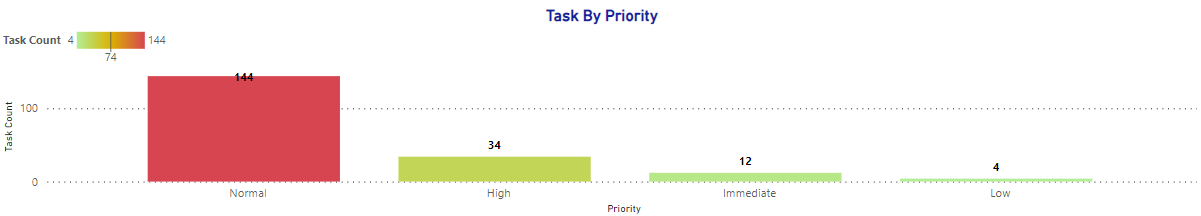 Task By Priority
Task Count 4 144
74
144
100
34
12
4
0
Task Count
Normal High Immediate Low
Priority